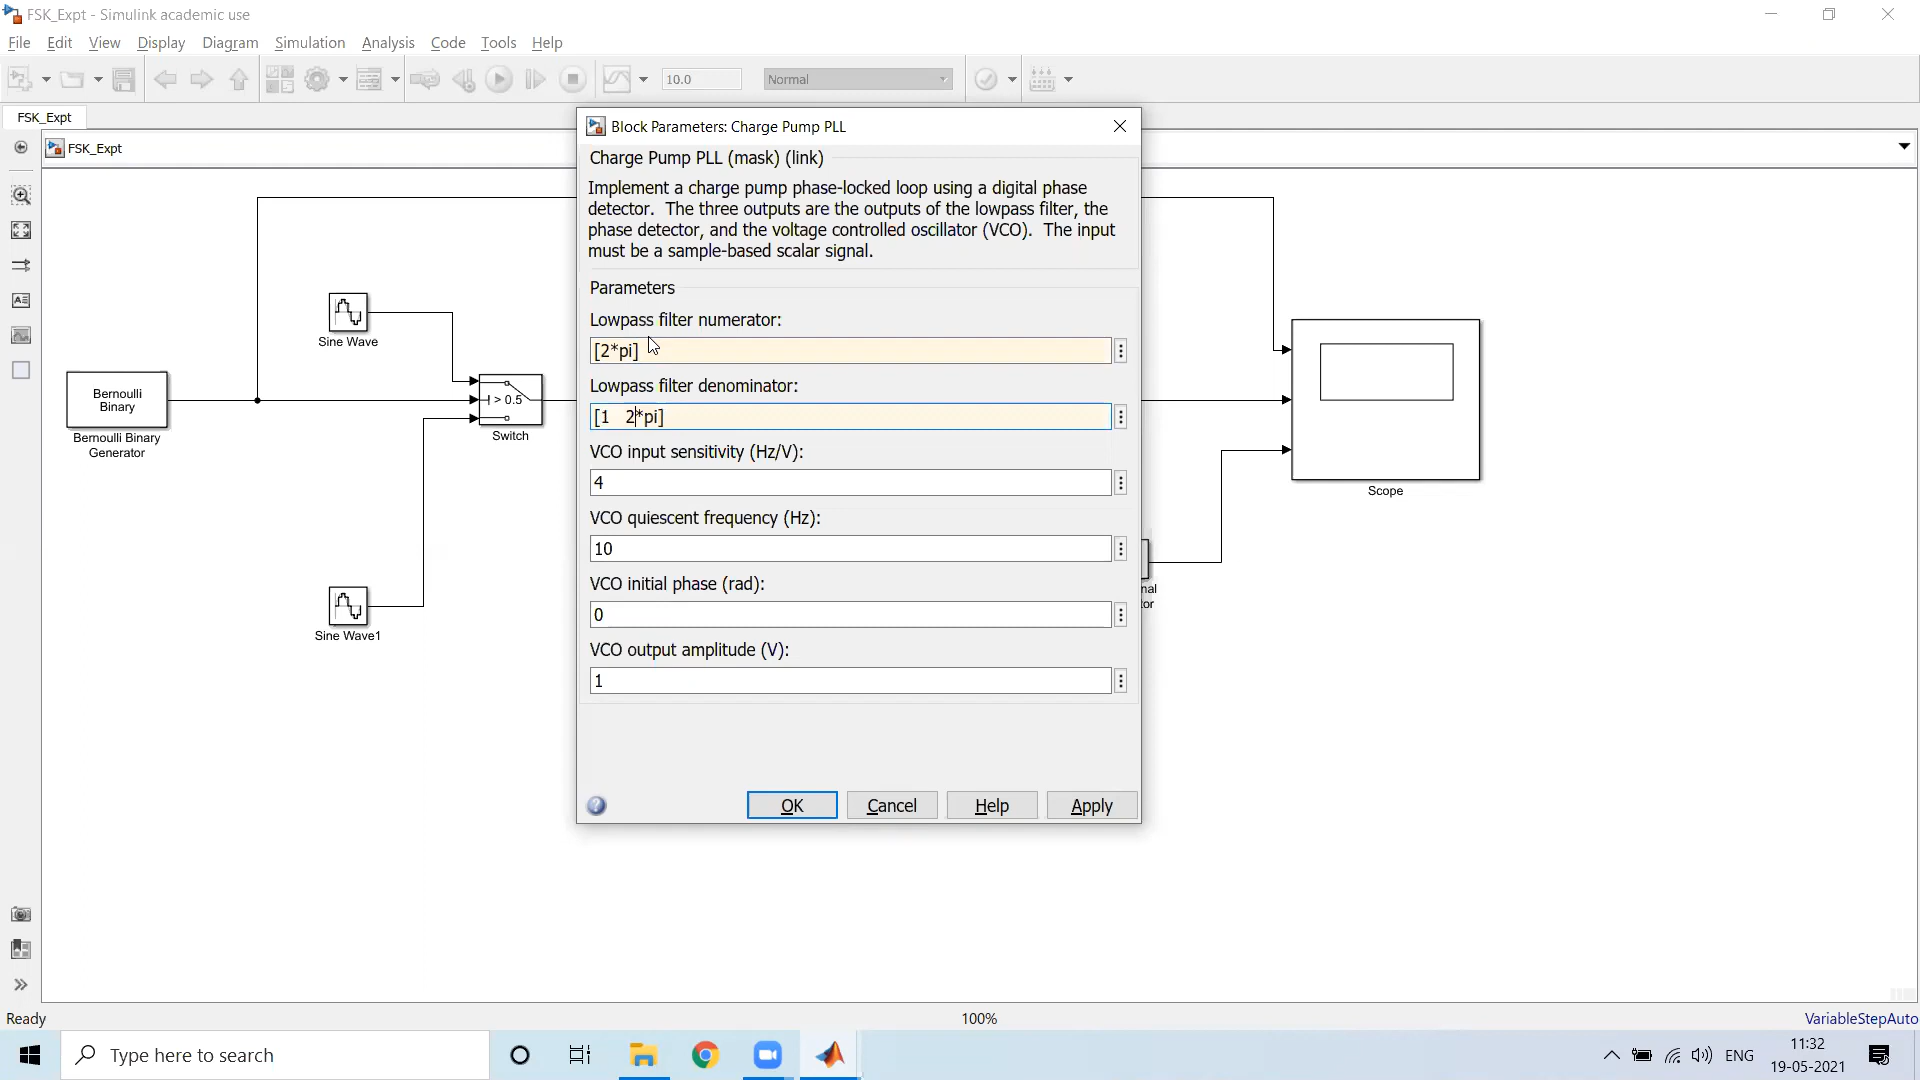 FSK_Expt - Simulink academic use
File Edit View Display Diagram Simulation Analysis Code Tools Help
10.0 Normal
FSK_Expt
FSK_Expt
Block Parameters: Charge Pump PLL
Charge Pump PLL (mask) (link)
Implement a charge pump phase-locked loop using a digital phase
detector. The three outputs are the outputs of the lowpass filter, the
phase detector, and the voltage controlled oscillator (VCO). The input
must be a sample-based scalar signal.
Parameters
Lowpass filter numerator:
[2*pi]
Lowpass filter denominator:
[1 2*pi]
VCO input sensitivity (Hz/V):
4
VCO quiescent frequency (Hz):
10
VCO initial phase (rad):
0
VCO output amplitude (V):
1
OK Cancel Help Apply
Sine Wave
Bernoulli
Binary
Bernoulli Binary
Generator
> 0.5
Switch
Sine Wave1
Scope
nal
tor
Ready 100% VariableStepAuto
Type here to search
ENG
11:32
19-05-2021